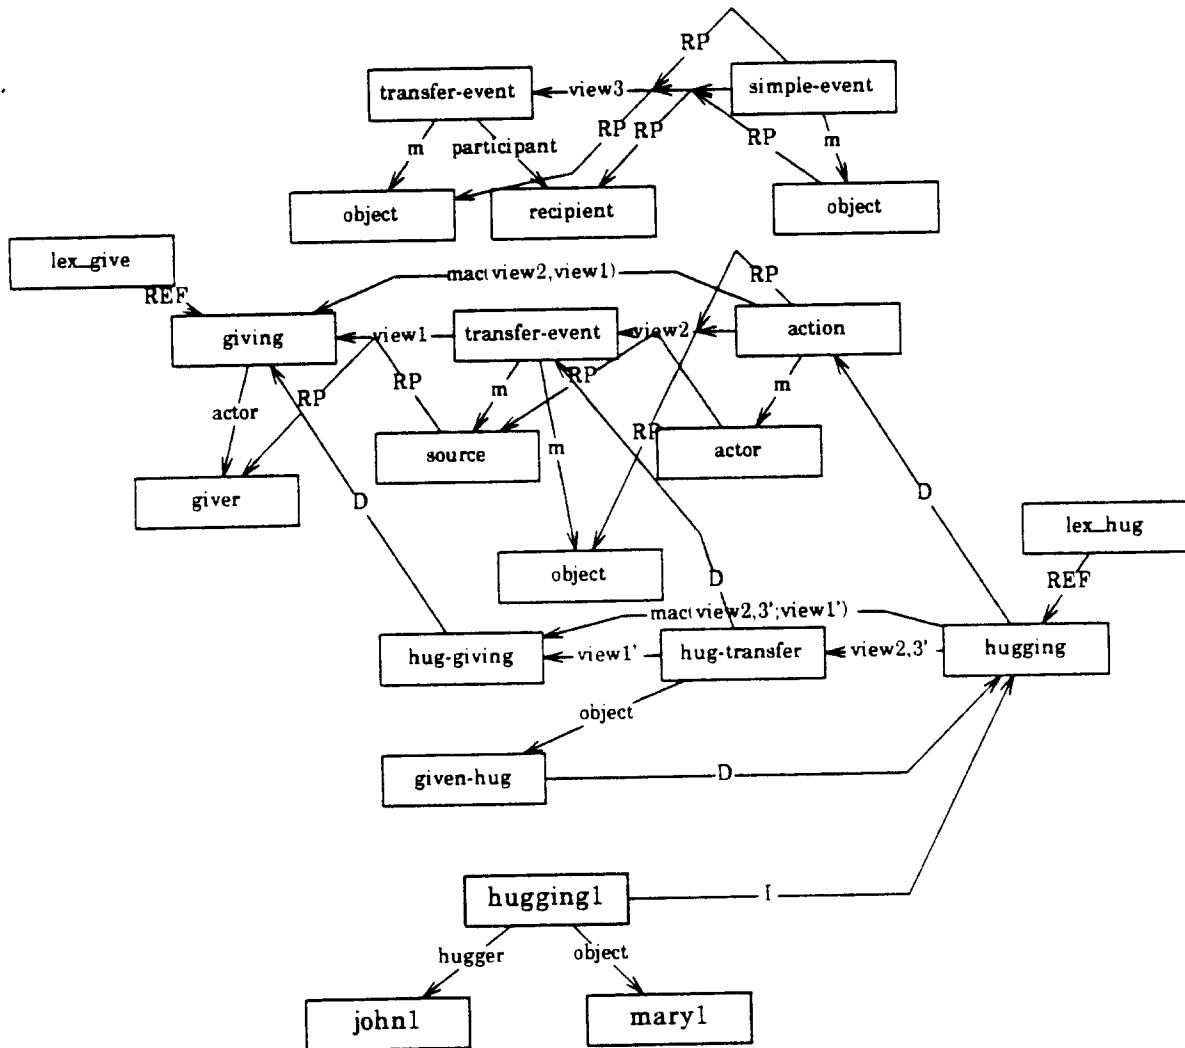 RP
transfer-event
view3
simple-event
RP
RP
RP
m
participant
m
object
recipient
object
lex_give
mac(view2,view1)
RP
REF
giving
view1
transfer-event
view2
action
actor
RP
RP
m
RP
m
source
m
RP
actor
giver
D
D
lex_hug
object
D
REF
mac(view2,3';view1')
hug-giving
view1'
hug-transfer
view2,3'
hugging
object
given-hug
D
hugging1
I
hugger
object
john1
mary1